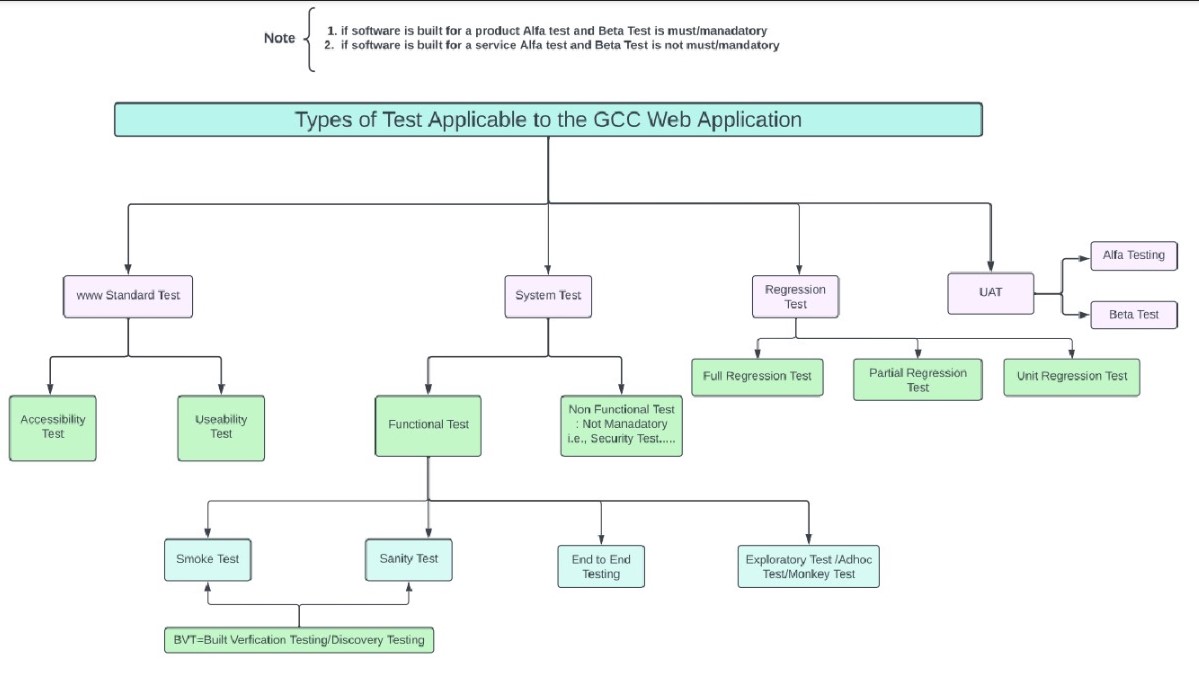 Note
1. if software is built for a product Alfa test and Beta Test is must/manadatory
2. if software is built for a service Alfa test and Beta Test is not must/mandatory
Types of Test Applicable to the GCC Web Application
www Standard Test
System Test
Regression
Test
UAT
Alfa Testing
Beta Test
Accessibility
Test
Useability
Test
Functional Test
Non Functional Test
: Not Manadatory
i.e., Security Test.....
Full Regression Test
Partial Regression
Test
Unit Regression Test
Smoke Test
Sanity Test
End to End
Testing
Exploratory Test /Adhoc
Test/Monkey Test
BVT=Built Verfication Testing/Discovery Testing